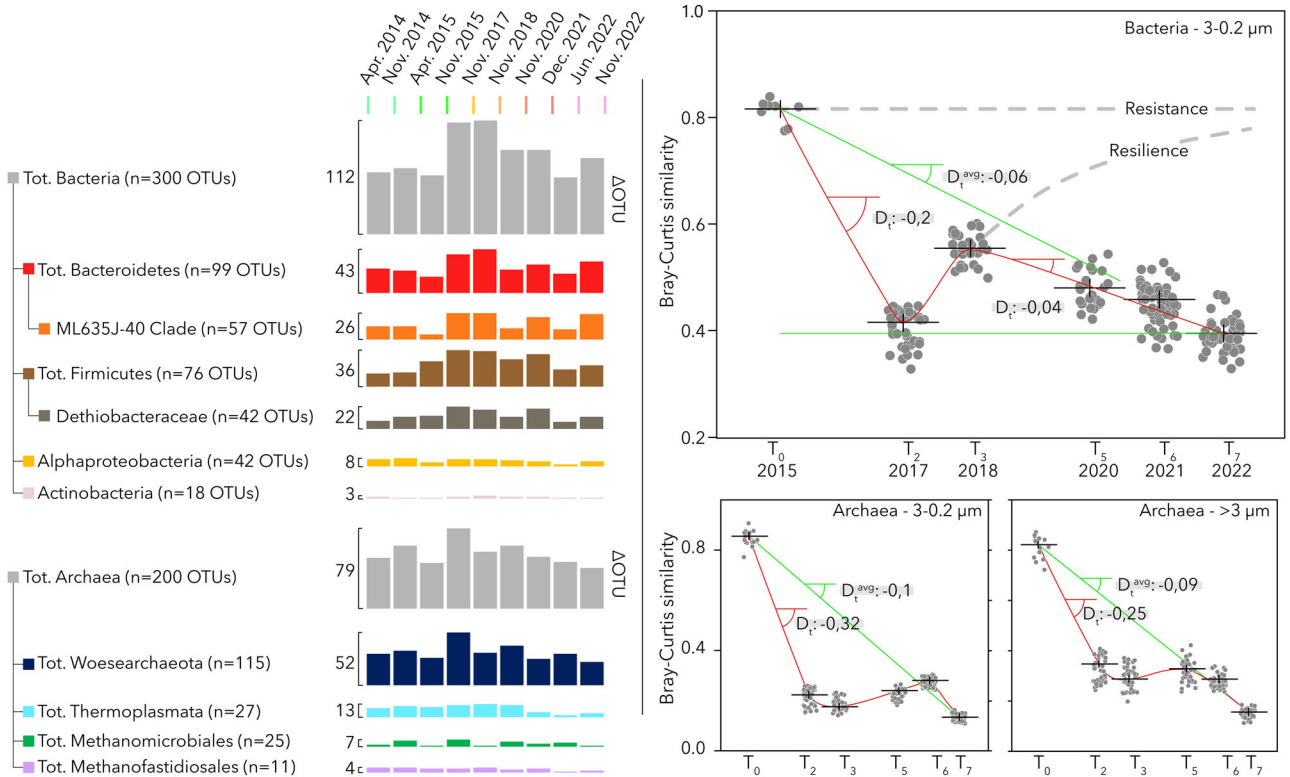 Apr. 2014
Nov. 2014
Apr. 2015
Nov. 2015
Nov. 2017
Nov. 2018
Nov. 2020
Dec. 2021
Jun. 2022
Nov. 2022
Tot. Bacteria (n=300 OTUs)
112
ΔOTU
Tot. Bacteroidetes (n=99 OTUs)
43
ML635J-40 Clade (n=57 OTUs)
26
Tot. Firmicutes (n=76 OTUs)
36
Dethiobacteraceae (n=42 OTUs)
22
Alphaproteobacteria (n=42 OTUs)
8
Actinobacteria (n=18 OTUs)
3
Tot. Archaea (n=200 OTUs)
79
ΔOTU
Tot. Woesearchaeota (n=115)
52
Tot. Thermoplasmata (n=27)
13
Tot. Methanomicrobiales (n=25)
7
Tot. Methanofastidiosales (n=11)
4
Bacteria - 3-0.2 µm
Bray-Curtis similarity
1.0
0.8
0.6
0.4
0.2
Resistance
Resilience
Dtavg: -0,06
Dt: -0,2
Dt: -0,04
T0 T2 T3 T5 T6 T7
2015 2017 2018 2020 2021 2022
Archaea - 3-0.2 µm
Bray-Curtis similarity
0.8
0.4
0.0
Dtavg: -0,1
Dt: -0,32
T0 T2 T3 T5 T6 T7
Archaea - >3 µm
Dtavg: -0,09
Dt: -0,25
T0 T2 T3 T5 T6 T7